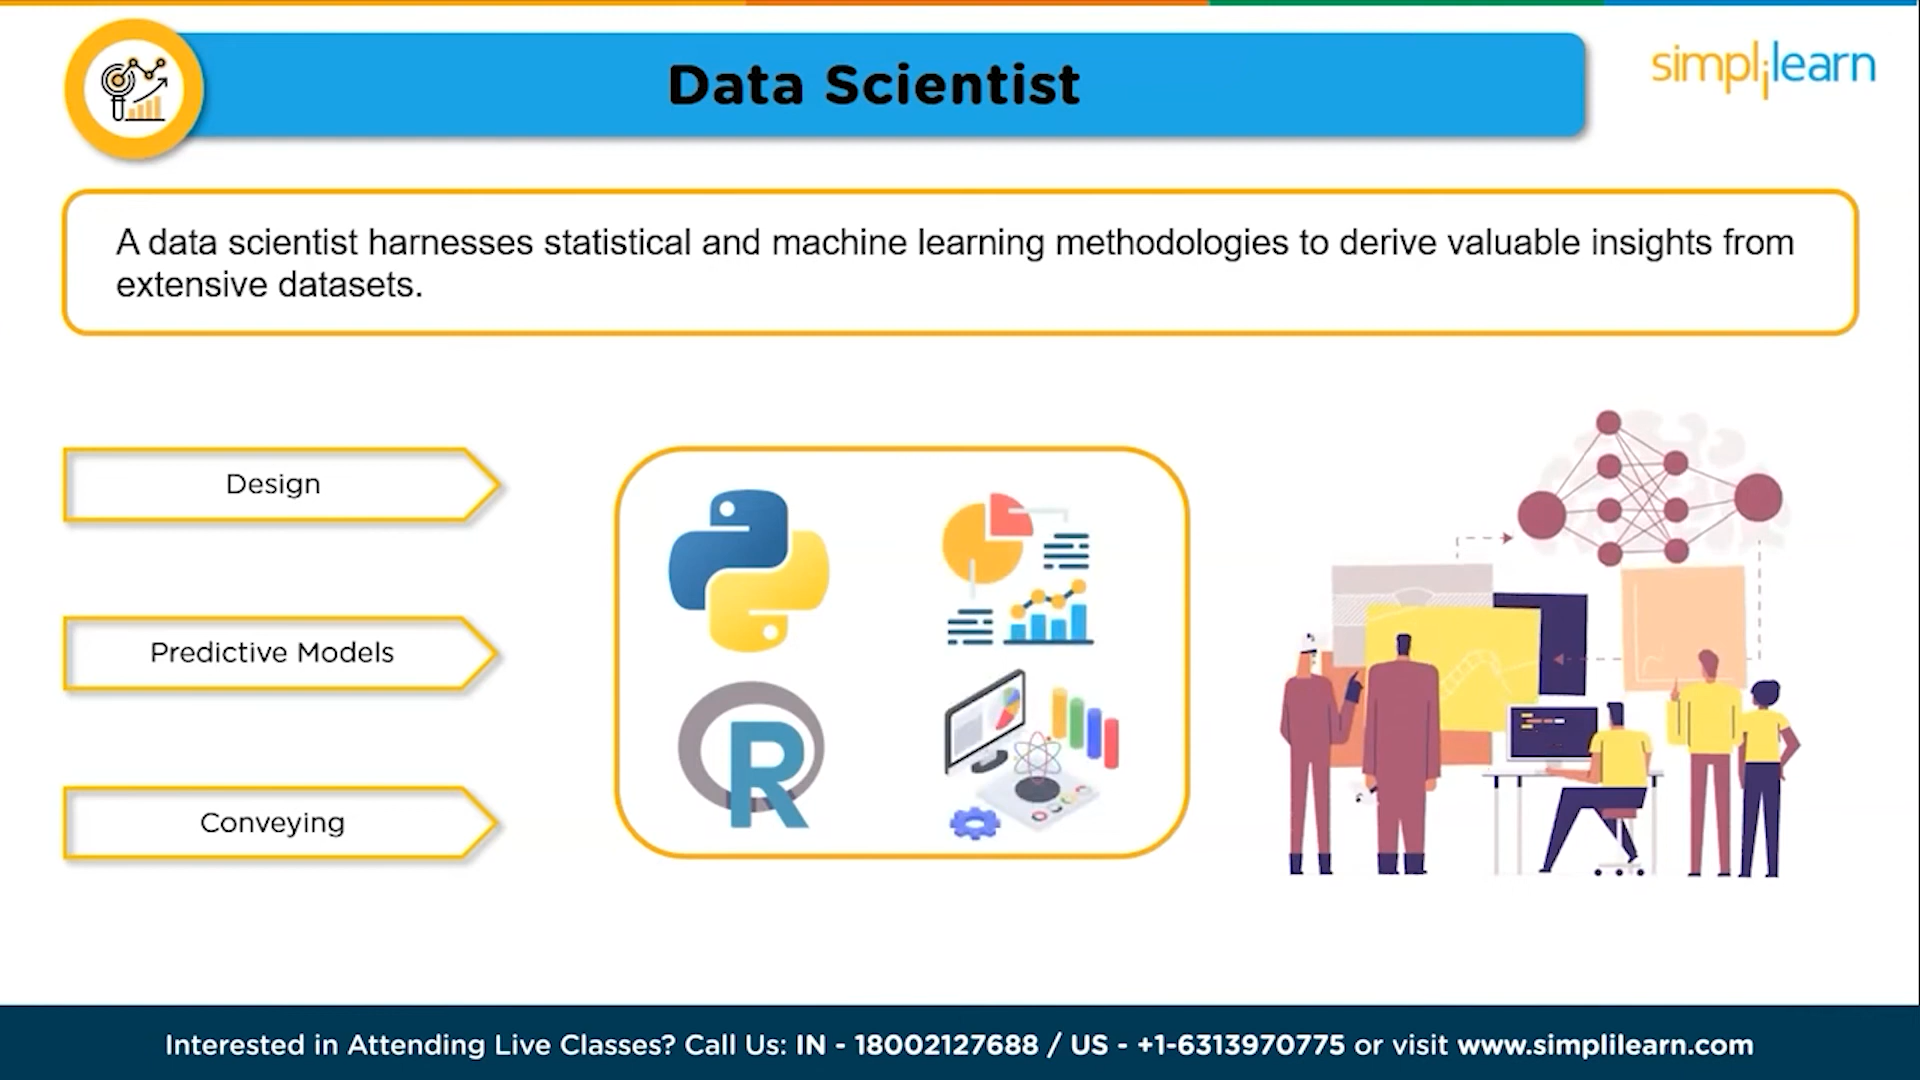 Data Scientist
simplilearn
A data scientist harnesses statistical and machine learning methodologies to derive valuable insights from
extensive datasets.
Design
Predictive Models
Conveying
R
Interested in Attending Live Classes? Call Us: IN - 18002127688 / US - +1-6313970775 or visit www.simplilearn.com